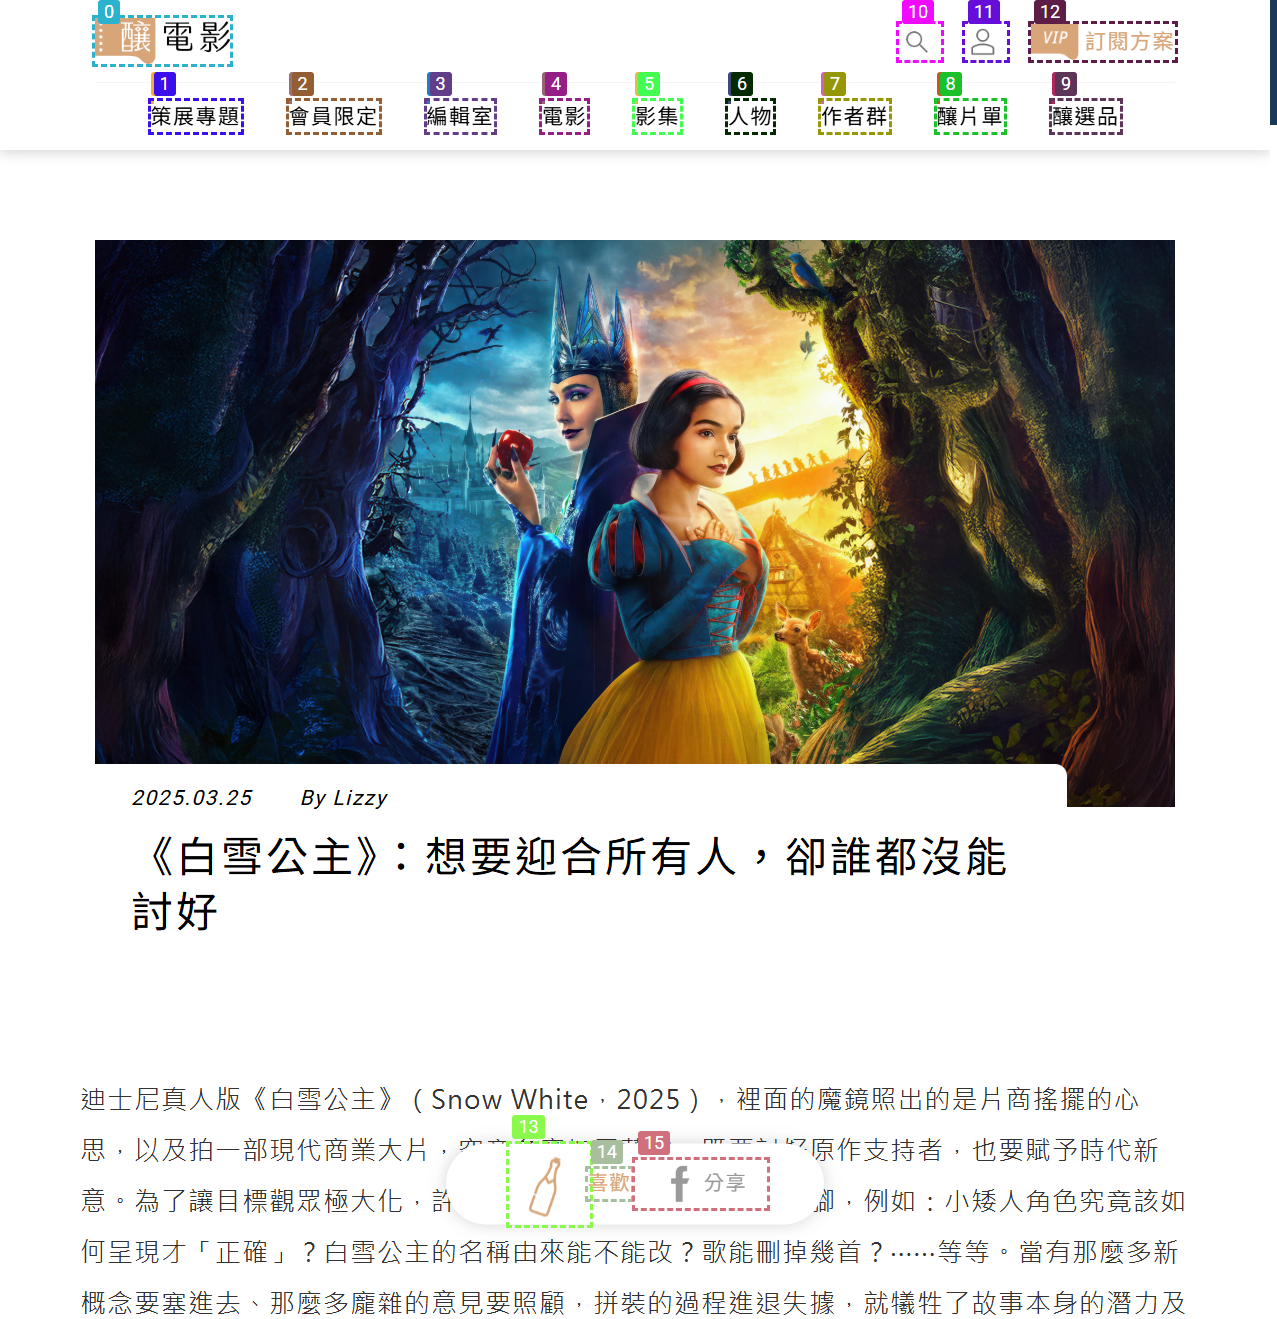 0
釀電影
10
11
12
VIP 訂閱方案
1
2
3
4
5
6
7
8
9
策展專題
會員限定
編輯室
電影
影集
人物
作者群
釀片單
釀選品
2025.03.25 By Lizzy
《白雪公主》：想要迎合所有人，卻誰都沒能
討好
迪士尼真人版《白雪公主》（Snow White，2025），裡面的魔鏡照出的是片商搖擺的心
思，以及拍一部現代商業大片，
原作支持者，也要賦予時代新
意。為了讓目標觀眾極大化，許
腳，例如：小矮人角色究竟該如
何呈現才「正確」？白雪公主的名稱由來能不能改？歌能刪掉幾首？⋯⋯等等。當有那麼多新
概念要塞進去、那麼多龐雜的意見要照顧，拼裝的過程進退失據，就犧牲了故事本身的潛力及
13
14
15
喜歡
分享